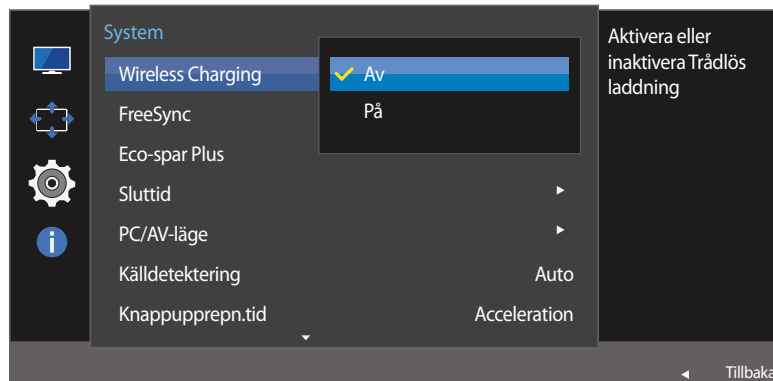 System
Wireless Charging
Av
På
FreeSync
Eco-spar Plus
Sluttid
PC/AV-läge
Källdetektering Auto
Knappupprepn.tid Acceleration
Aktivera eller
inaktivera Trådlös
laddning
Tillbaka